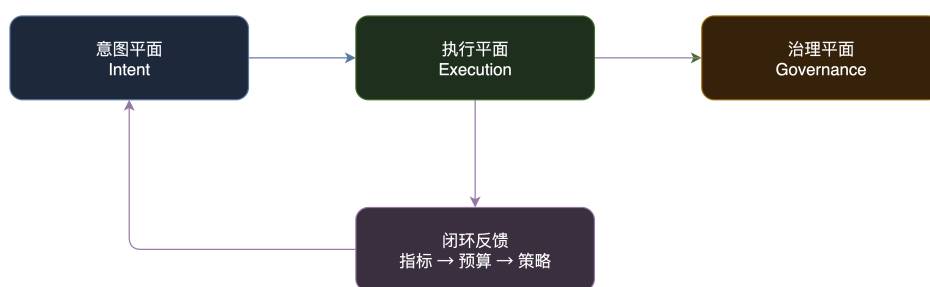 意图平面
Intent
执行平面
Execution
治理平面
Governance
闭环反馈
指标 → 预算 → 策略